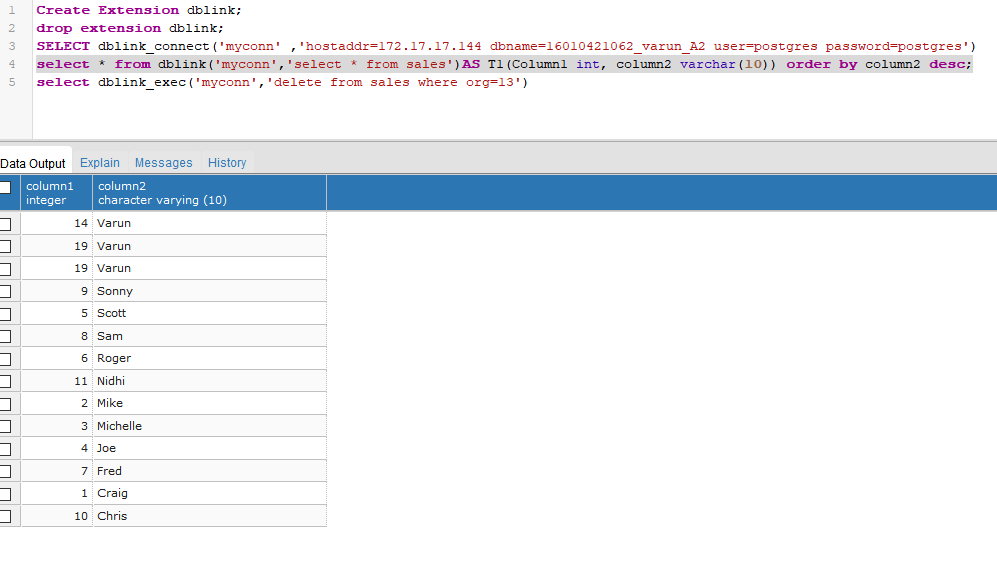 1 Create Extension dblink;
2 drop extension dblink;
3 SELECT dblink_connect('myconn' ,'hostaddr=172.17.17.144 dbname=16010421062_varun_A2 user=postgres password=postgres')
4 select * from dblink('myconn','select * from sales')AS T1(Column1 int, column2 varchar(10)) order by column2 desc;
5 select dblink_exec('myconn','delete from sales where org=13')
Data Output Explain Messages History
column1 column2
integer character varying (10)
14 Varun
19 Varun
19 Varun
9 Sonny
5 Scott
8 Sam
6 Roger
11 Nidhi
2 Mike
3 Michelle
4 Joe
7 Fred
1 Craig
10 Chris